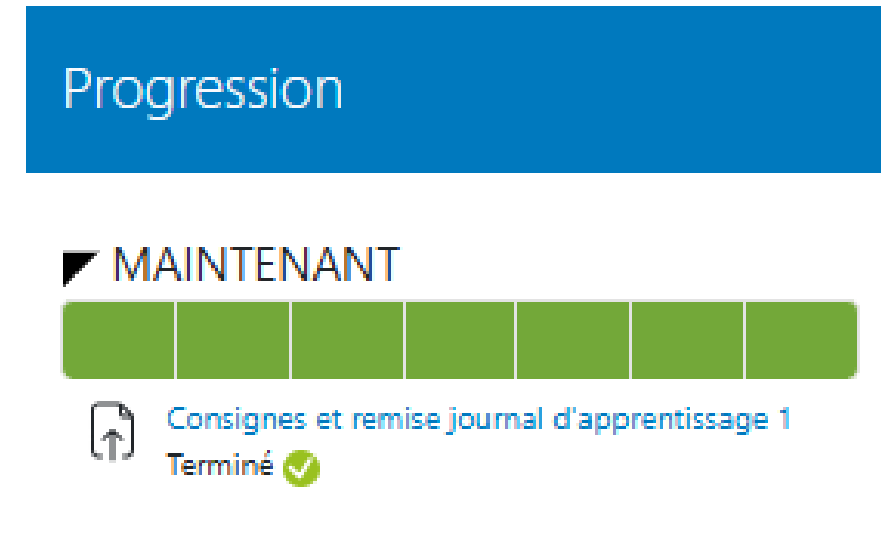 Progression
MAINTENANT
Consignes et remise journal d'apprentissage 1
Terminé